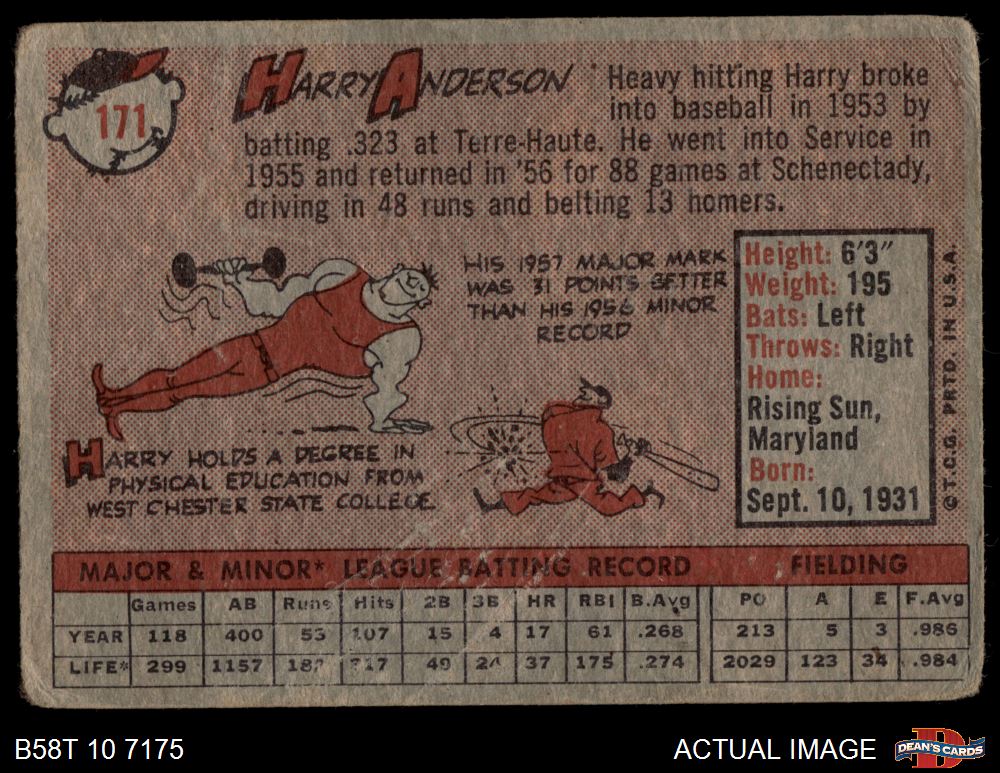 171
HARRY ANDERSON
Heavy hitting Harry broke
into baseball in 1953 by
batting .323 at Terre-Haute. He went into Service in
1955 and returned in '56 for 88 games at Schenectady,
driving in 48 runs and belting 13 homers.
HIS 1957 MAJOR MARK
WAS 31 POINTS BETTER
THAN HIS 1956 MINOR
RECORD
HARRY HOLDS A DEGREE IN
PHYSICAL EDUCATION FROM
WEST CHESTER STATE COLLEGE
Height: 6'3"
Weight: 195
Bats: Left
Throws: Right
Home:
Rising Sun,
Maryland
Born:
Sept. 10, 1931
© T.C.G. PRTD. IN U.S.A.
MAJOR & MINOR* LEAGUE BATTING RECORD FIELDING
Games AB Runs Hits 2B 3B HR RBI B.Avg PO A E F.Avg
YEAR 118 400 53 107 15 4 17 61 .268 213 5 3 .986
LIFE* 299 1157 49 37 175 .274 2029 123 34 .984
B58T 10 7175 ACTUAL IMAGE DEAN'S CARDS